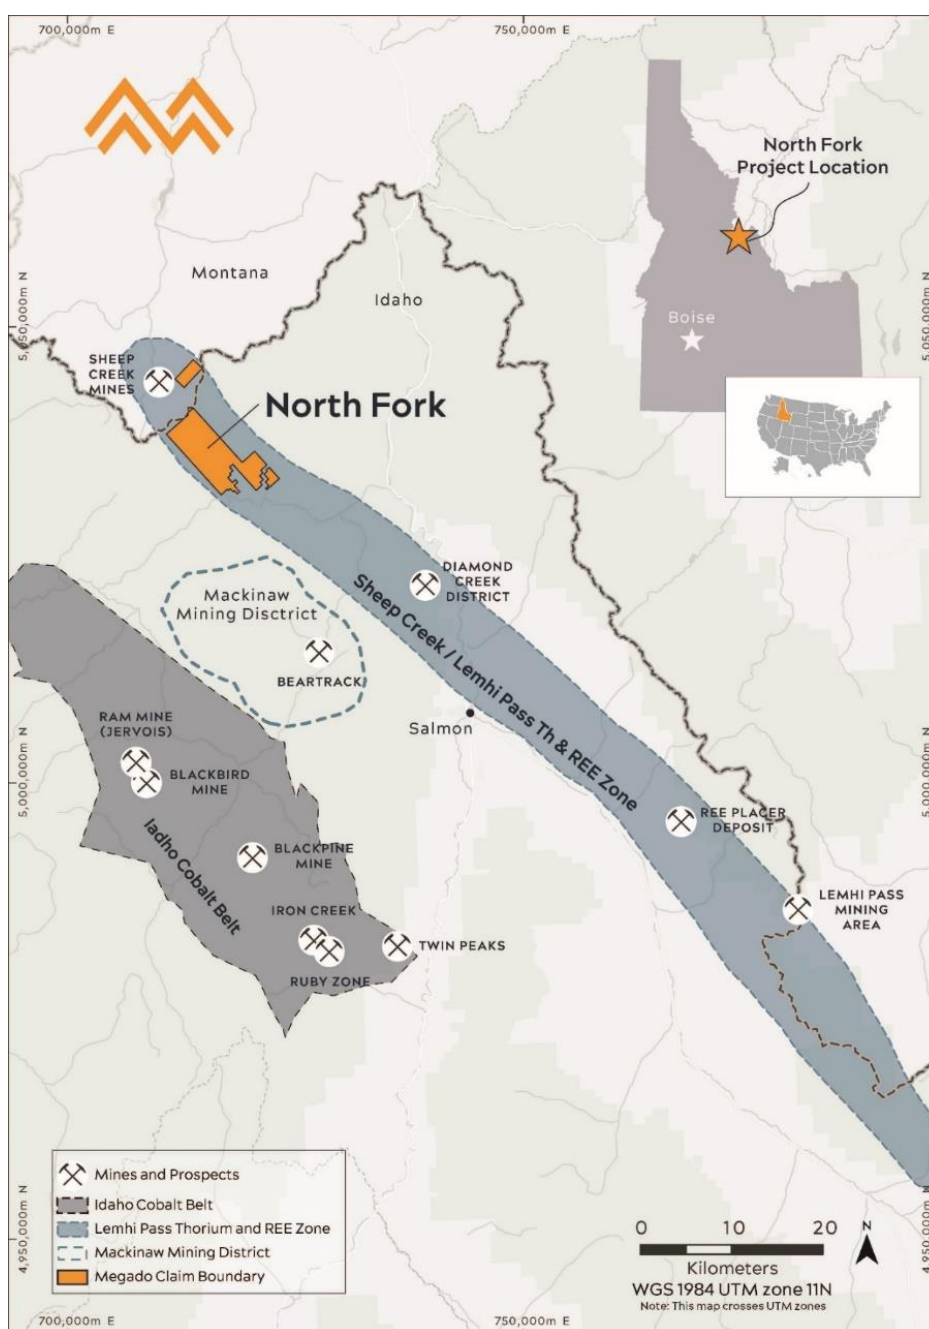 700,000m E
750,000m E
North Fork
Project Location
Montana
Idaho
5,050,000m N
5,050,000m N
Boise
SHEEP
CREEK
MINES
North Fork
DIAMOND
CREEK
DISTRICT
Mackinaw
Mining Disctrict
BEARTRACK
Sheep Creek / Lemhi Pass Th & REE Zone
Salmon
RAM MINE
(JERVOIS)
BLACKBIRD
MINE
5,000,000m N
5,000,000m N
REE PLACER
DEPOSIT
BLACKPINE
MINE
Iadho Cobalt Belt
LEMHI PASS
MINING
AREA
IRON CREEK
TWIN PEAKS
RUBY ZONE
Mines and Prospects
Idaho Cobalt Belt
Lemhi Pass Thorium and REE Zone
Mackinaw Mining District
Megado Claim Boundary
0 10 20
N
Kilometers
WGS 1984 UTM zone 11N
Note: This map crosses UTM zones
4,950,000m N
4,950,000m N
700,000m E
750,000m E